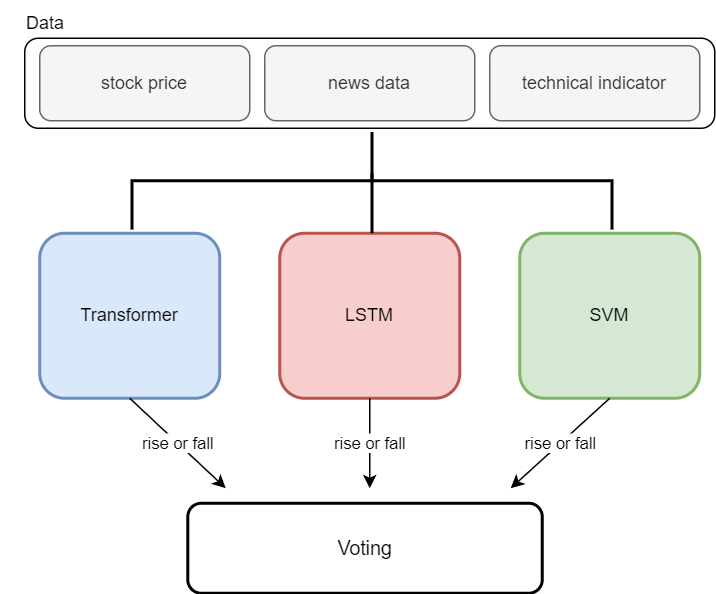 Data
stock price
news data
technical indicator
Transformer
LSTM
SVM
rise or fall
rise or fall
rise or fall
Voting